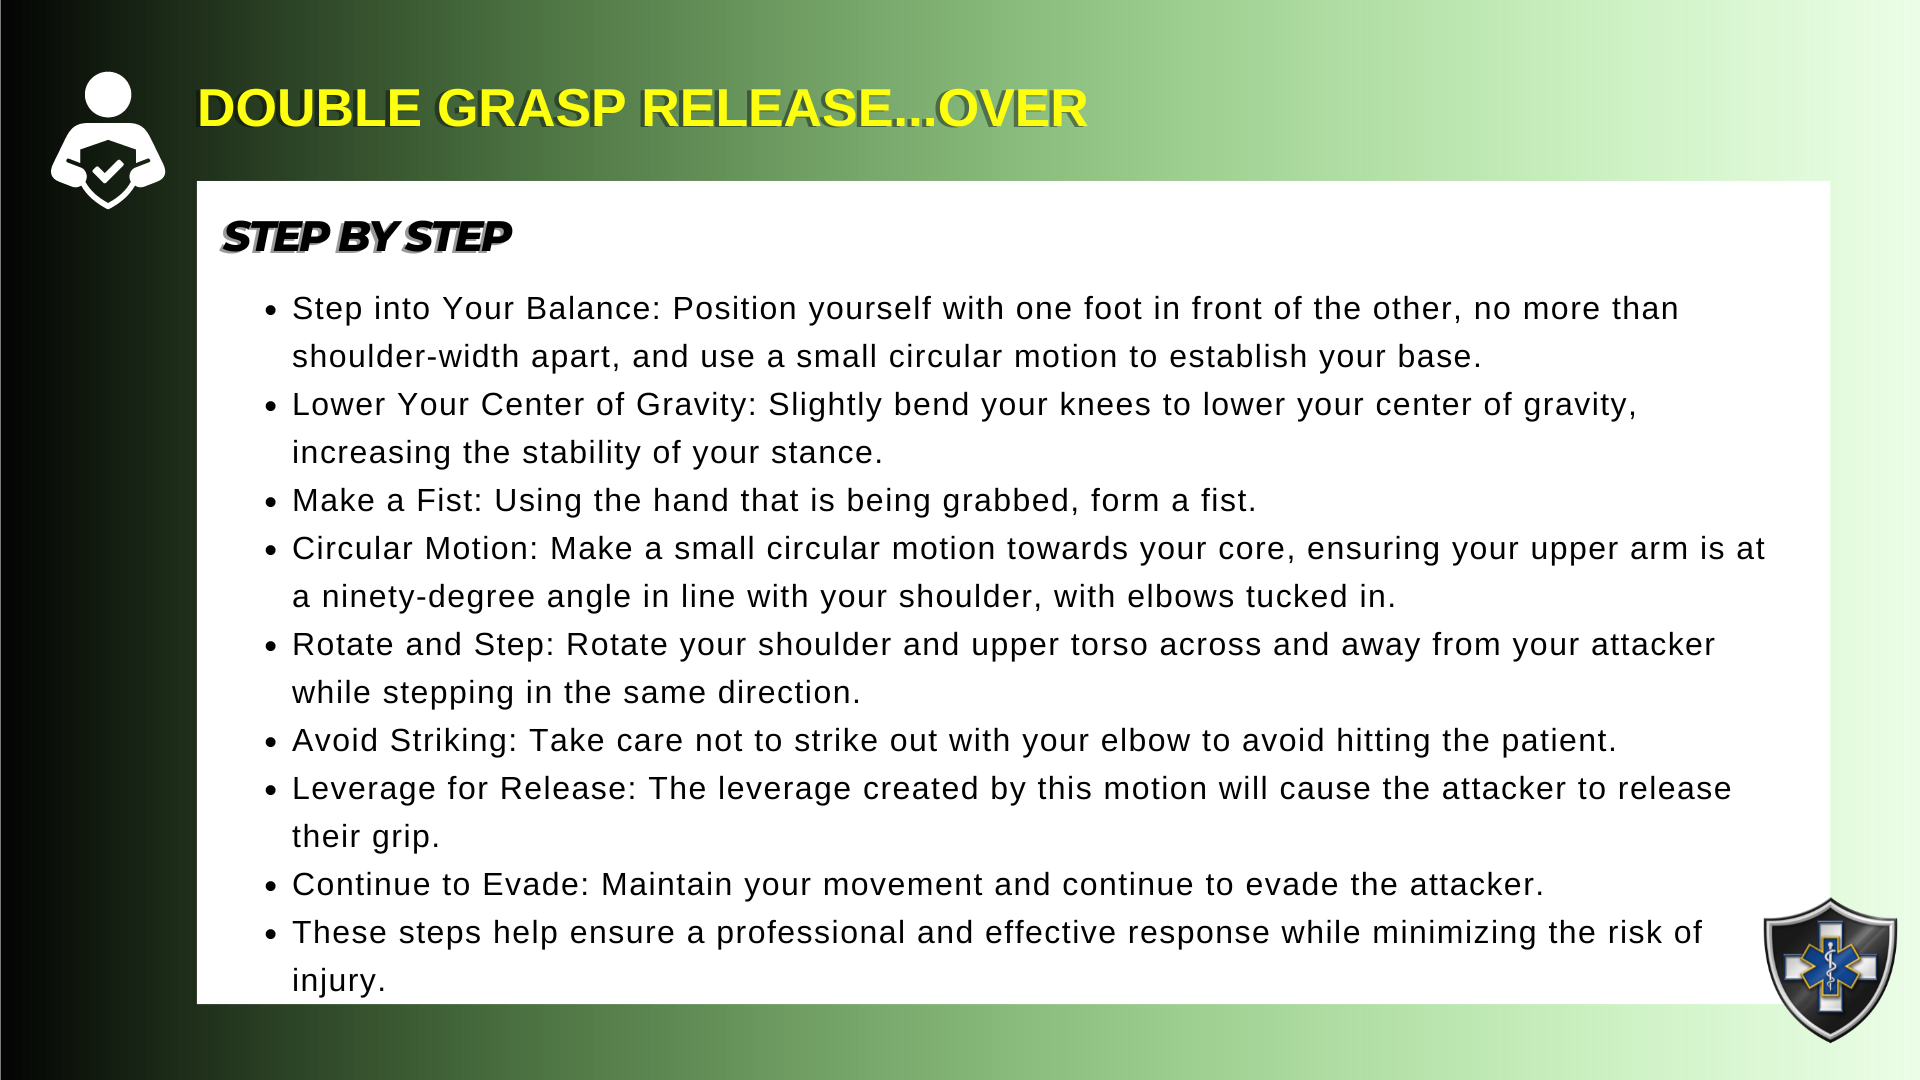 DOUBLE GRASP RELEASE...OVER
STEP BY STEP
• Step into Your Balance: Position yourself with one foot in front of the other, no more than
shoulder-width apart, and use a small circular motion to establish your base.
• Lower Your Center of Gravity: Slightly bend your knees to lower your center of gravity,
increasing the stability of your stance.
• Make a Fist: Using the hand that is being grabbed, form a fist.
• Circular Motion: Make a small circular motion towards your core, ensuring your upper arm is at
a ninety-degree angle in line with your shoulder, with elbows tucked in.
• Rotate and Step: Rotate your shoulder and upper torso across and away from your attacker
while stepping in the same direction.
• Avoid Striking: Take care not to strike out with your elbow to avoid hitting the patient.
• Leverage for Release: The leverage created by this motion will cause the attacker to release
their grip.
• Continue to Evade: Maintain your movement and continue to evade the attacker.
• These steps help ensure a professional and effective response while minimizing the risk of
injury.